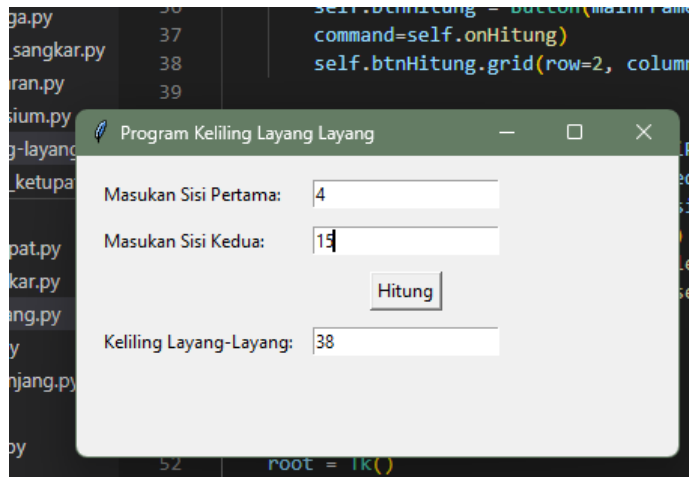 ga.py
36 self.btnHitung = Button(mainFrame
37 command=self.onHitung)
_sangkar.py
38 self.btnHitung.grid(row=2, colum
ran.py
39
sium.py
Program Keliling Layang Layang
g-layang
_ketupa
Masukan Sisi Pertama: 4
Masukan Sisi Kedua: 15
pat.py
kar.py
Hitung
ang.py
Keliling Layang-Layang: 38
y
njang.py
py
52 root = Tk()